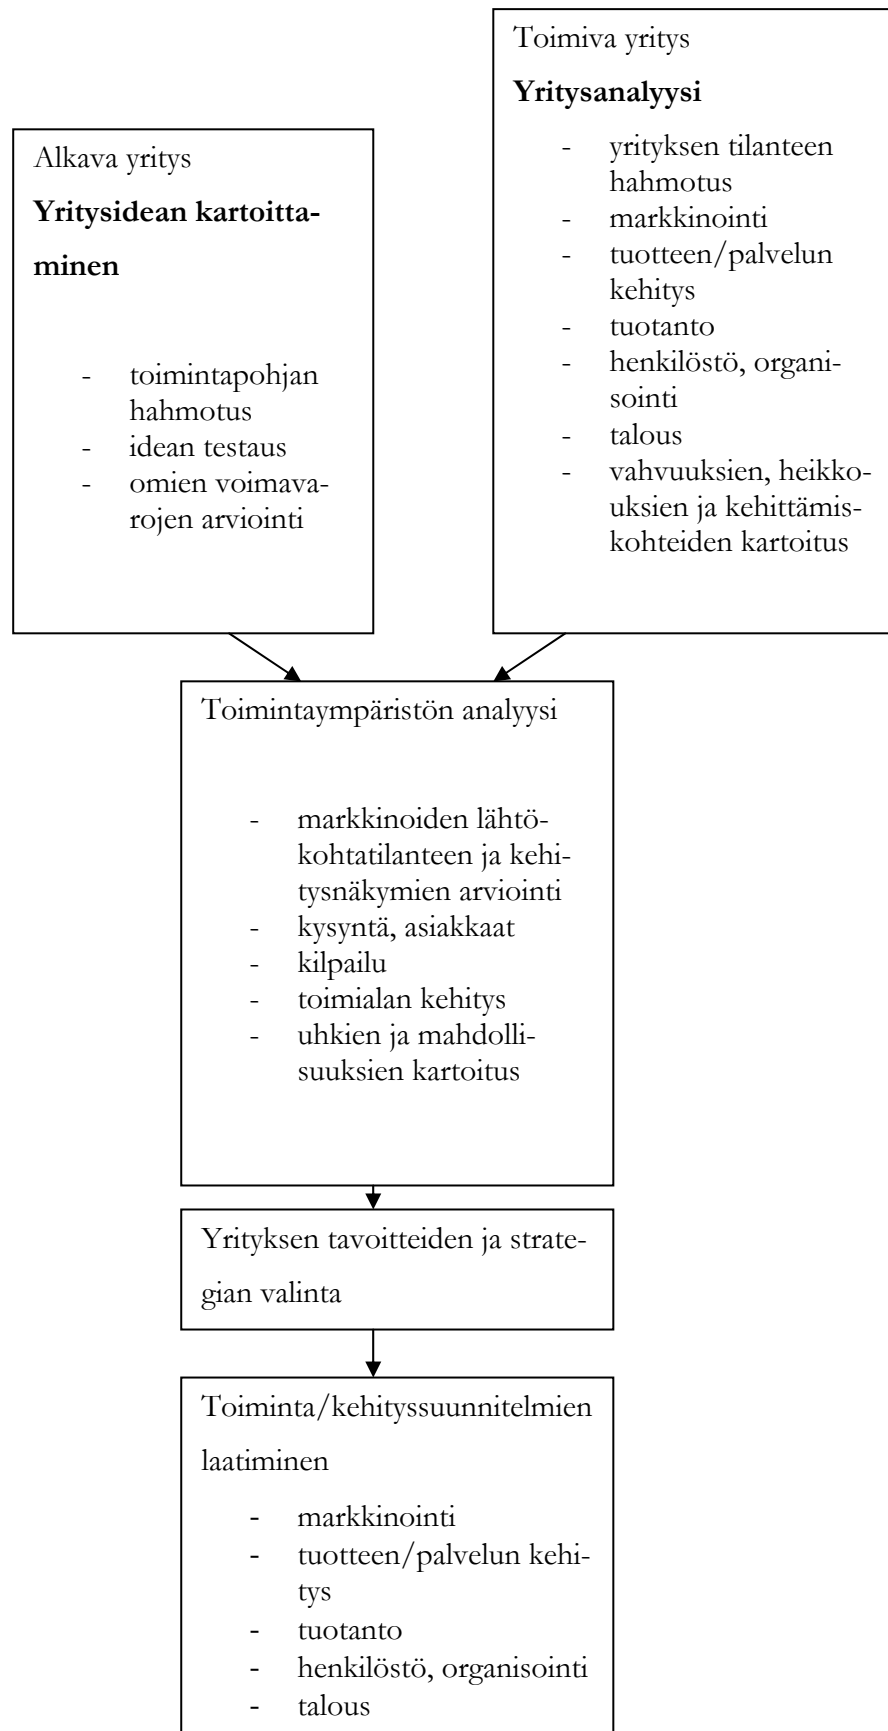 Alkava yritys
Yritysidean kartoitta-
minen
- toimintapohjan
hahmotus
- idean testaus
- omien voimava-
rojen arviointi
Toimiva yritys
Yritysanalyysi
- yrityksen tilanteen
hahmotus
- markkinointi
- tuotteen/palvelun
kehitys
- tuotanto
- henkilöstö, organi-
sointi
- talous
- vahvuuksien, heikko-
uksien ja kehittämis-
kohteiden kartoitus
Toimintaympäristön analyysi
- markkinoiden lähtö-
kohtatilanteen ja kehi-
tysnäkymien arviointi
- kysyntä, asiakkaat
- kilpailu
- toimialan kehitys
- uhkien ja mahdolli-
suuksien kartoitus
Yrityksen tavoitteiden ja strate-
gian valinta
Toiminta/kehityssuunnitelmien
laatiminen
- markkinointi
- tuotteen/palvelun kehi-
tys
- tuotanto
- henkilöstö, organisointi
- talous